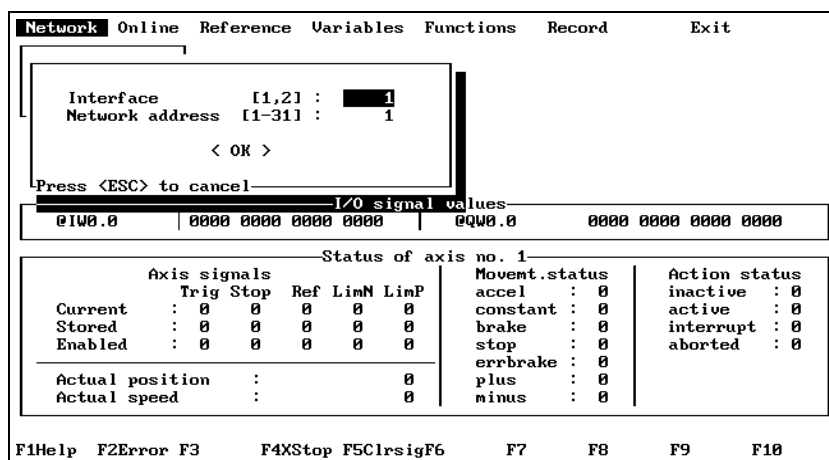 Network Online Reference Variables Functions Record Exit
Interface [1,2] : 1
Network address [1-31] : 1
< OK >
Press <ESC> to cancel
I/O signal values
@IW0.0 0000 0000 0000 0000 @QW0.0 0000 0000 0000 0000
Status of axis no. 1
Axis signals Movemt.status Action status
Trig Stop Ref LimN LimP accel : 0 inactive : 0
Current : 0 0 0 0 0 constant : 0 active : 0
Stored : 0 0 0 0 0 brake : 0 interrupt : 0
Enabled : 0 0 0 0 0 stop : 0 aborted : 0
errbrake : 0
Actual position : 0 plus : 0
Actual speed : 0 minus : 0
F1Help F2Error F3 F4XStop F5ClrsigF6 F7 F8 F9 F10